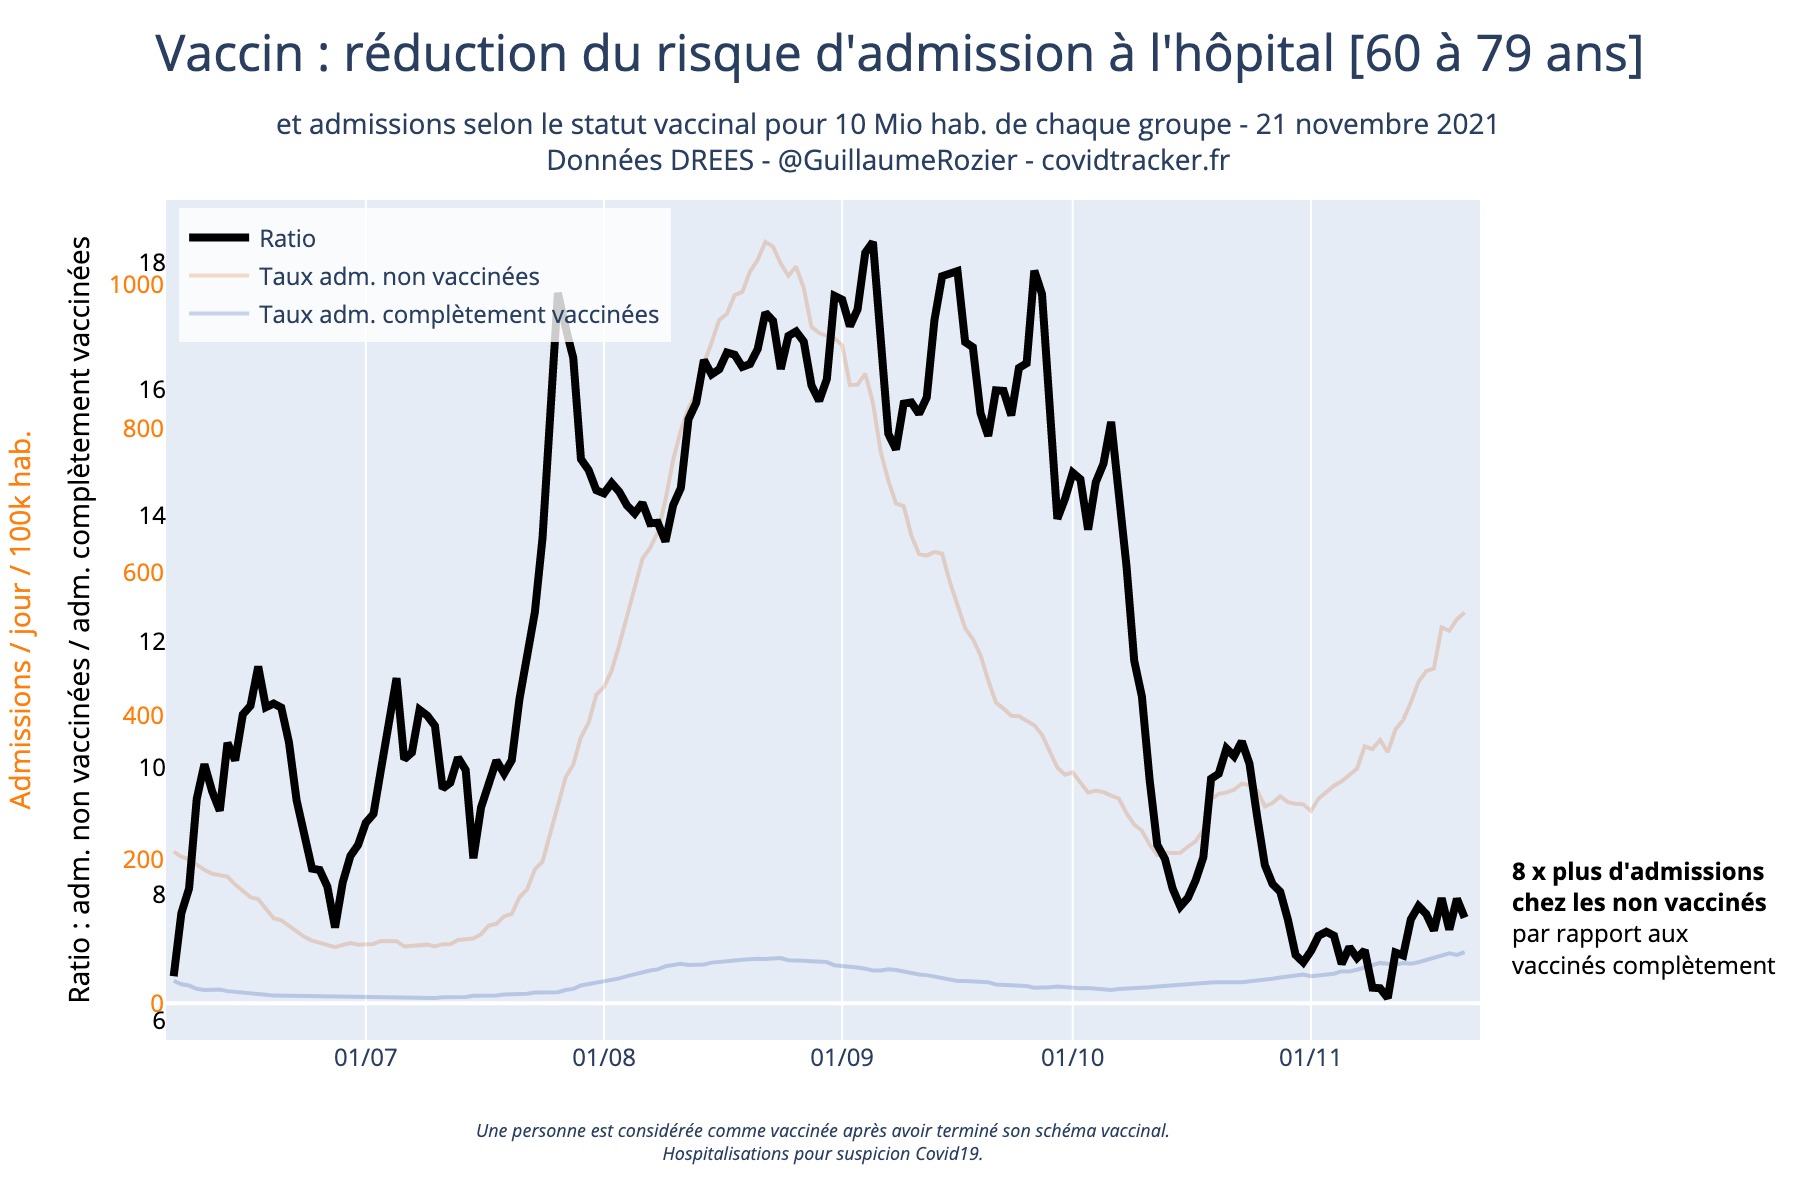 Vaccin : réduction du risque d'admission à l'hôpital [60 à 79 ans]
et admissions selon le statut vaccinal pour 10 Mio hab. de chaque groupe - 21 novembre 2021
Données DREES - @GuillaumeRozier - covidtracker.fr
Admissions / jour / 100k hab.
Ratio : adm. non vaccinées / adm. complètement vaccinées
Ratio
Taux adm. non vaccinées
Taux adm. complètement vaccinées
18
1000
16
800
14
600
12
400
10
200
8
0
6
01/07
01/08
01/09
01/10
01/11
8 x plus d'admissions
chez les non vaccinés
par rapport aux
vaccinés complètement
Une personne est considérée comme vaccinée après avoir terminé son schéma vaccinal.
Hospitalisations pour suspicion Covid19.